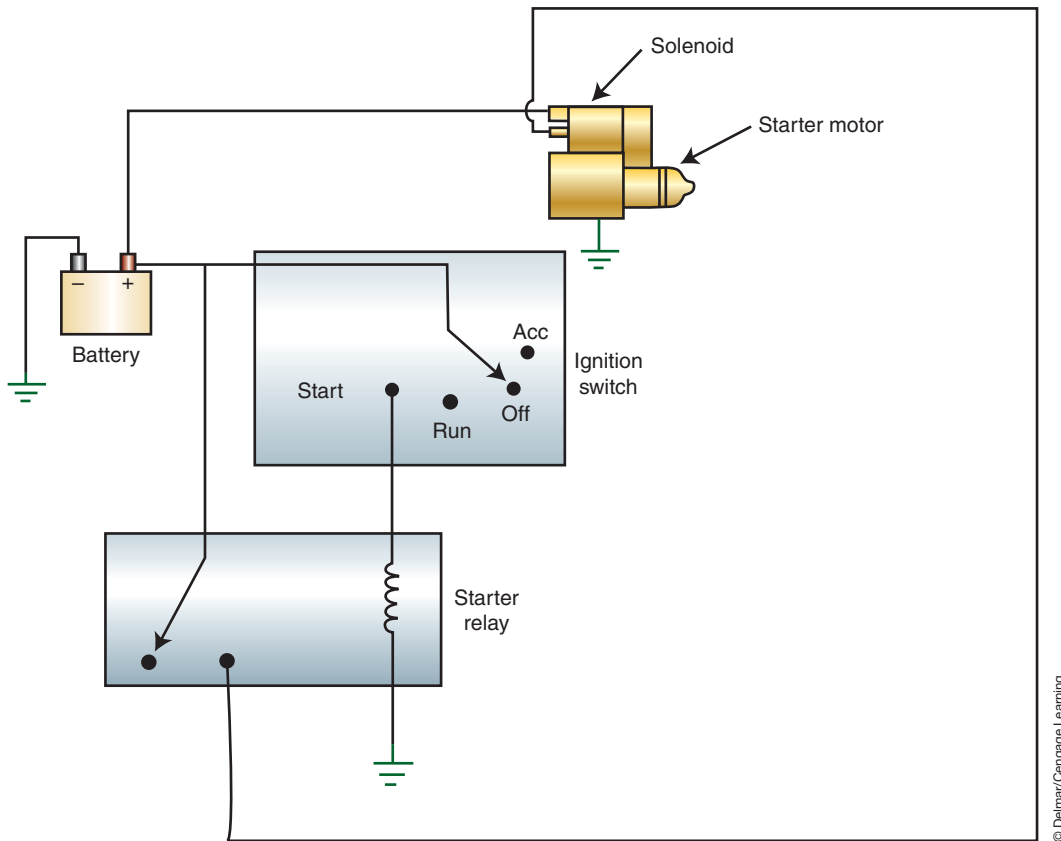 Solenoid
Starter motor
− +
Battery
Acc
Ignition
switch
Start
Off
Run
Starter
relay
© Delmar/Cengage Learning